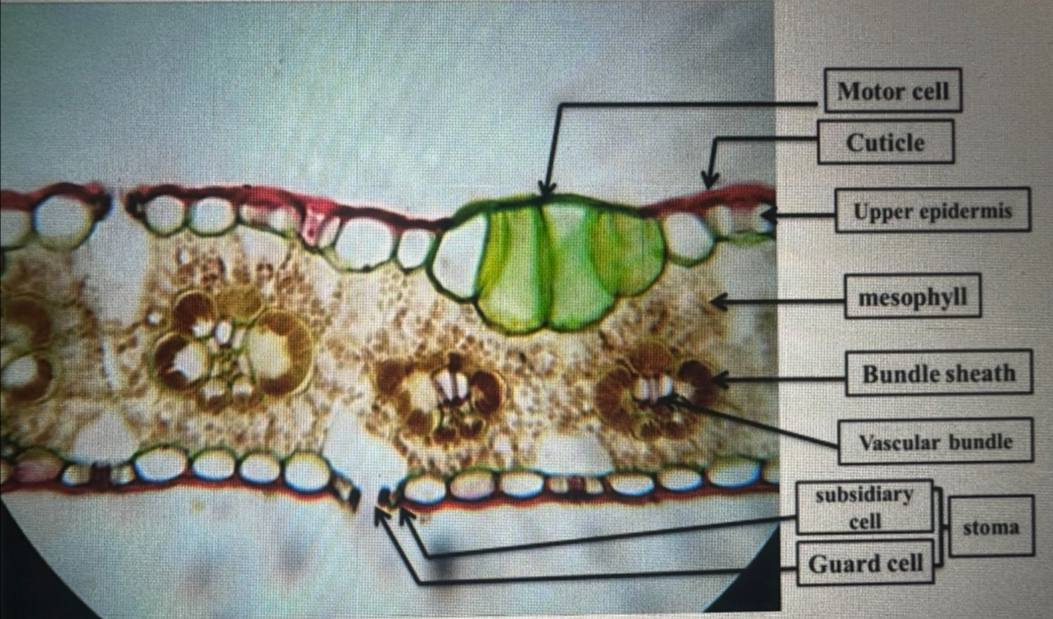 Motor cell
Cuticle
Upper epidermis
mesophyll
Bundle sheath
Vascular bundle
subsidiary
cell
stoma
Guard cell